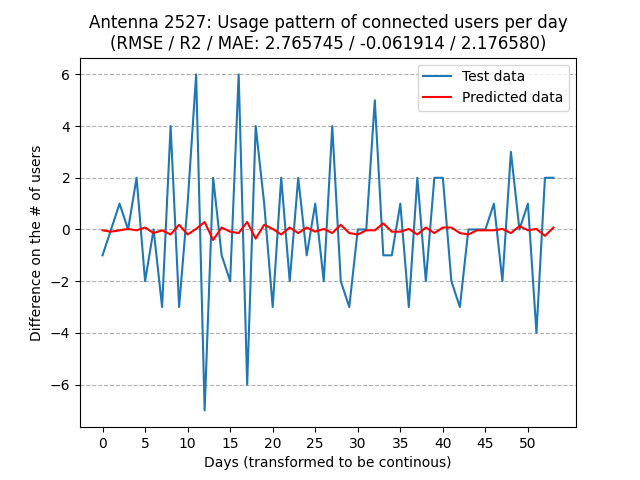 Antenna 2527: Usage pattern of connected users per day
(RMSE / R2 / MAE: 2.765745 / -0.061914 / 2.176580)
Test data
Predicted data
6
4
2
0
−2
−4
−6
Difference on the # of users
0 5 10 15 20 25 30 35 40 45 50
Days (transformed to be continous)